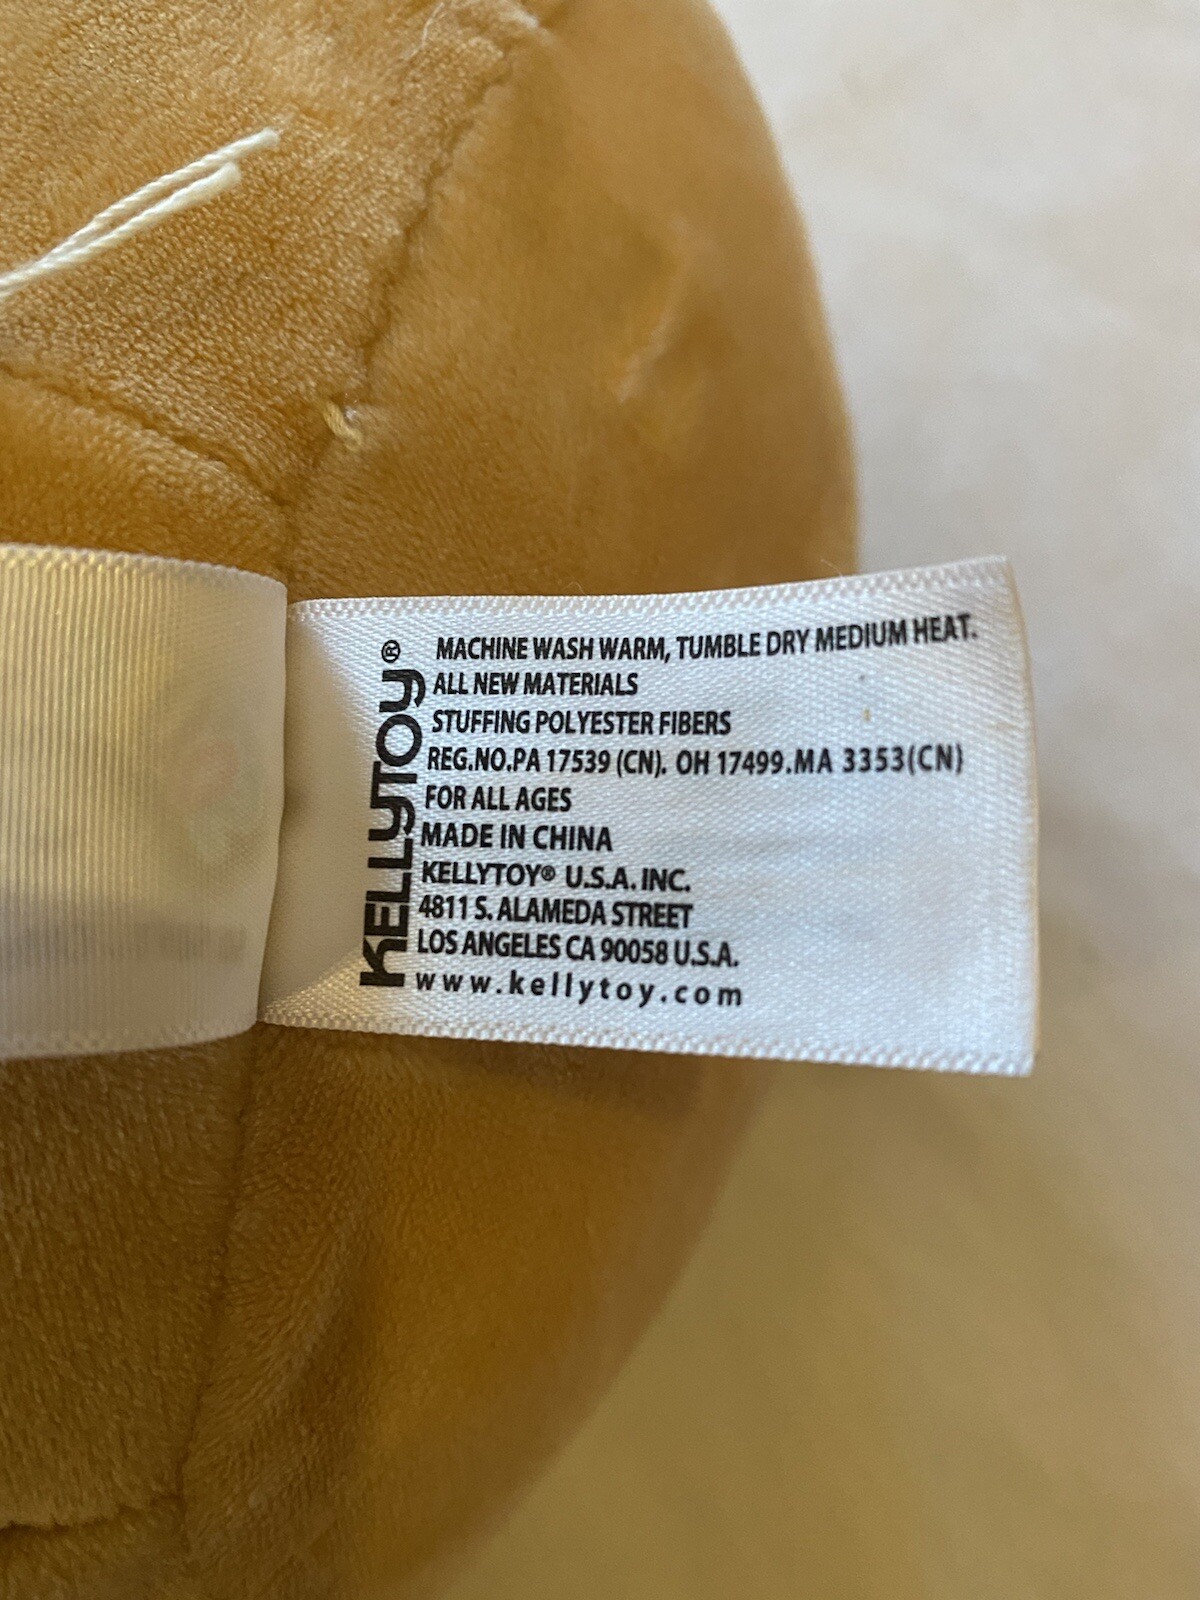 KELLYTOY®
MACHINE WASH WARM, TUMBLE DRY MEDIUM HEAT.
ALL NEW MATERIALS
STUFFING POLYESTER FIBERS
REG.NO.PA 17539 (CN). OH 17499.MA 3353(CN)
FOR ALL AGES
MADE IN CHINA
KELLYTOY® U.S.A. INC.
4811 S. ALAMEDA STREET
LOS ANGELES CA 90058 U.S.A.
www.kellytoy.com